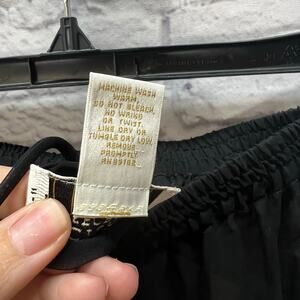 MACHINE WASH
WARM,
DO NOT BLEACH,
NO WRING
OR TWIST.
LINE DRY OR
TUMBLE DRY LOW.
REMOVE
PROMPTLY